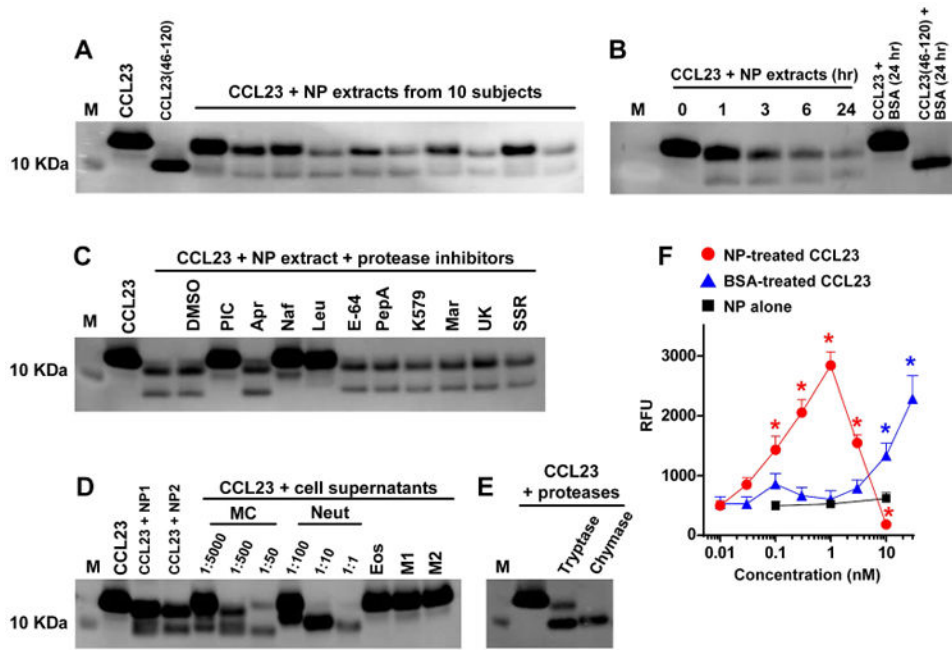 A
M
CCL23
CCL23(46-120)
CCL23 + NP extracts from 10 subjects
10 KDa
B
M
CCL23 + NP extracts (hr)
0 1 3 6 24
CCL23 +
BSA (24 hr)
CCL23(46-120) +
BSA (24 hr)
10 KDa
C
CCL23 + NP extract + protease inhibitors
M
CCL23
DMSO
PIC
Apr
Naf
Leu
E-64
PepA
K579
Mar
UK
SSR
10 KDa
D
CCL23 + cell supernatants
MC Neut
M
CCL23
CCL23 + NP1
CCL23 + NP2
1:5000
1:500
1:50
1:100
1:10
1:1
Eos
M1
M2
10 KDa
E
CCL23
+ proteases
M
Tryptase
Chymase
F
NP-treated CCL23
BSA-treated CCL23
NP alone
RFU
3000
2000
1000
0
* * * * * * *
0.01 0.1 1 10
Concentration (nM)